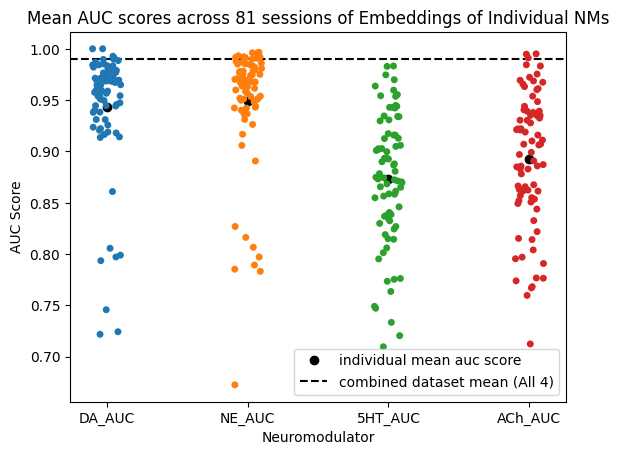 Mean AUC scores across 81 sessions of Embeddings of Individual NMs
AUC Score
1.00
0.95
0.90
0.85
0.80
0.75
0.70
individual mean auc score
combined dataset mean (All 4)
DA_AUC NE_AUC 5HT_AUC ACh_AUC
Neuromodulator